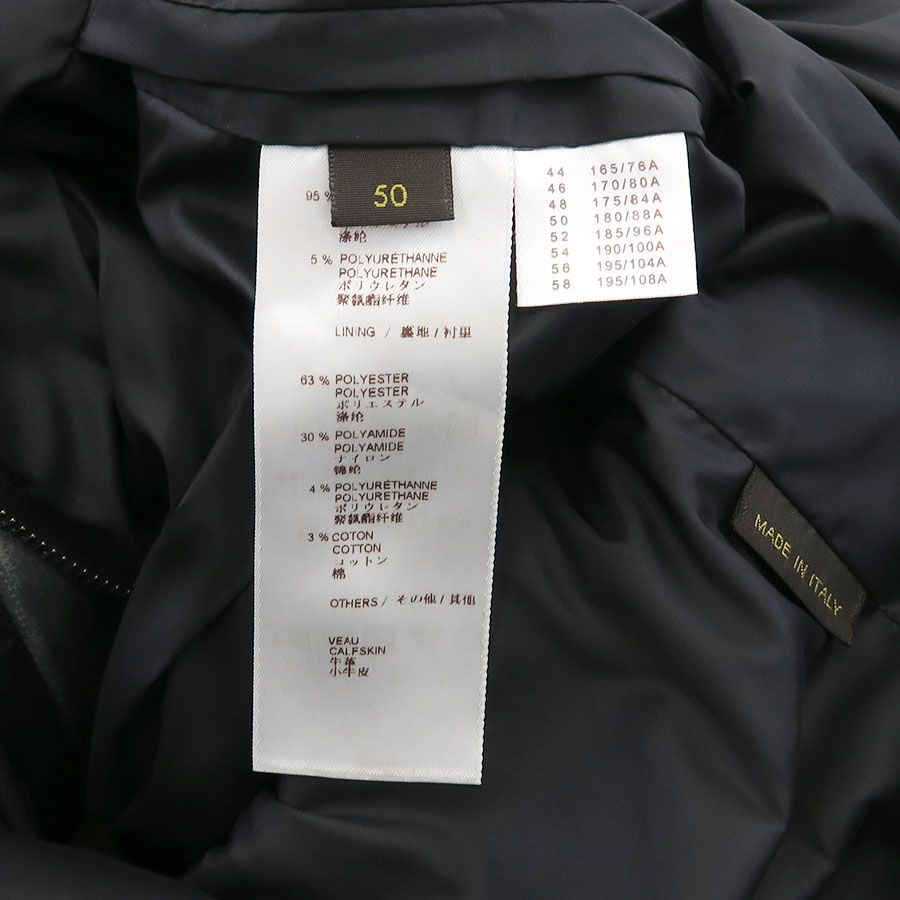 50
95 %
涤纶
5 % POLYURÉTHANNE
POLYURETHANE
ポリウレタン
聚氨酯纤维
LINING / 裏地 / 衬里
63 % POLYESTER
POLYESTER
ポリエステル
涤纶
30 % POLYAMIDE
POLYAMIDE
ナイロン
锦纶
4 % POLYURÉTHANNE
POLYURETHANE
ポリウレタン
聚氨酯纤维
3 % COTON
COTTON
コットン
棉
OTHERS / その他 / 其他
VEAU
CALFSKIN
牛革
小牛皮
44 165/76A
46 170/80A
48 175/84A
50 180/88A
52 185/96A
54 190/100A
56 195/104A
58 195/108A
MADE IN ITALY